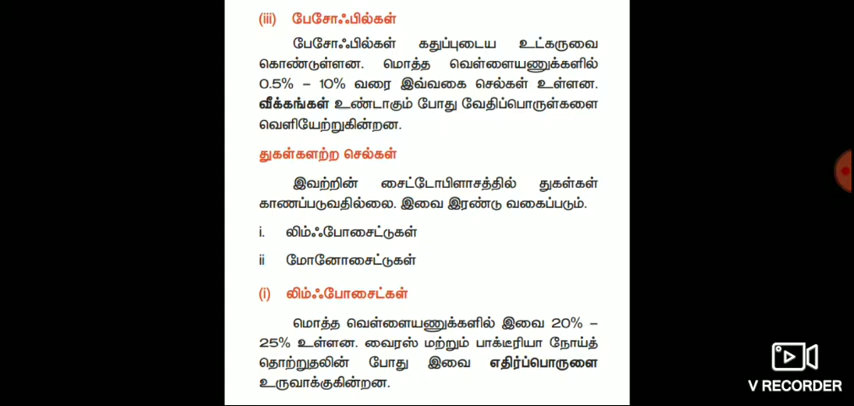 (iii) பேசோஃபில்கள்
பேசோஃபில்கள் கதுப்புடைய உட்கருவை
கொண்டுள்ளன. மொத்த வெள்ளையணுக்களில்
0.5% – 10% வரை இவ்வகை செல்கள் உள்ளன.
வீக்கங்கள் உண்டாகும் போது வேதிப்பொருள்களை
வெளியேற்றுகின்றன.
துகள்களற்ற செல்கள்
இவற்றின் சைட்டோபிளாசத்தில் துகள்கள்
காணப்படுவதில்லை. இவை இரண்டு வகைப்படும்.
i. லிம்ஃபோசைட்டுகள்
ii மோனோசைட்டுகள்
(i) லிம்ஃபோசைட்கள்
மொத்த வெள்ளையணுக்களில் இவை 20% –
25% உள்ளன. வைரஸ் மற்றும் பாக்டீரியா நோய்த்
தொற்றுதலின் போது இவை எதிர்ப்பொருளை
உருவாக்குகின்றன.
V RECORDER